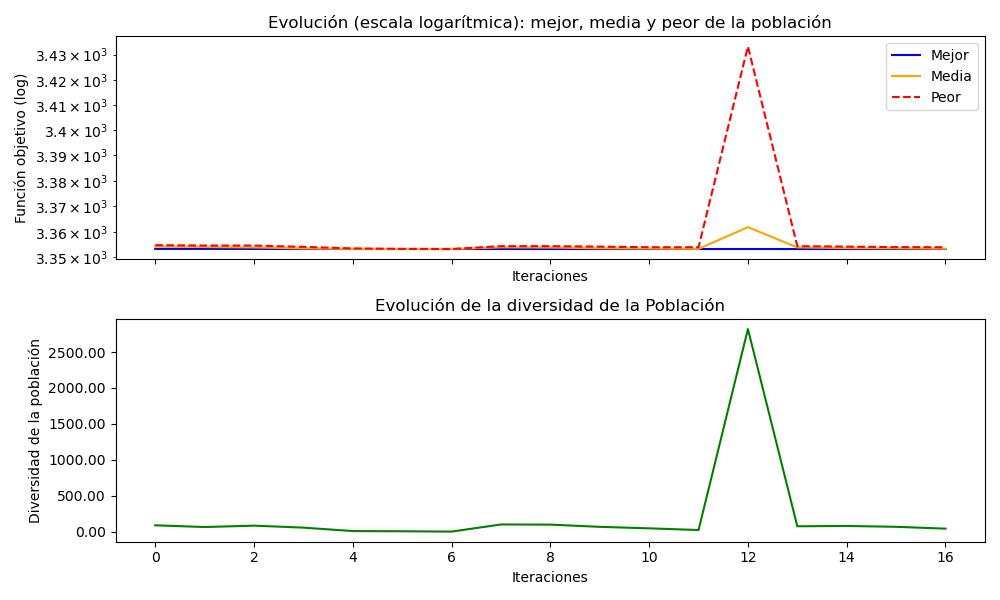 Evolución (escala logarítmica): mejor, media y peor de la población
Función objetivo (log)
3.43 × 10³
3.42 × 10³
3.41 × 10³
3.4 × 10³
3.39 × 10³
3.38 × 10³
3.37 × 10³
3.36 × 10³
3.35 × 10³
Mejor
Media
Peor
Iteraciones
Evolución de la diversidad de la Población
Diversidad de la población
2500.00
2000.00
1500.00
1000.00
500.00
0.00
0 2 4 6 8 10 12 14 16
Iteraciones